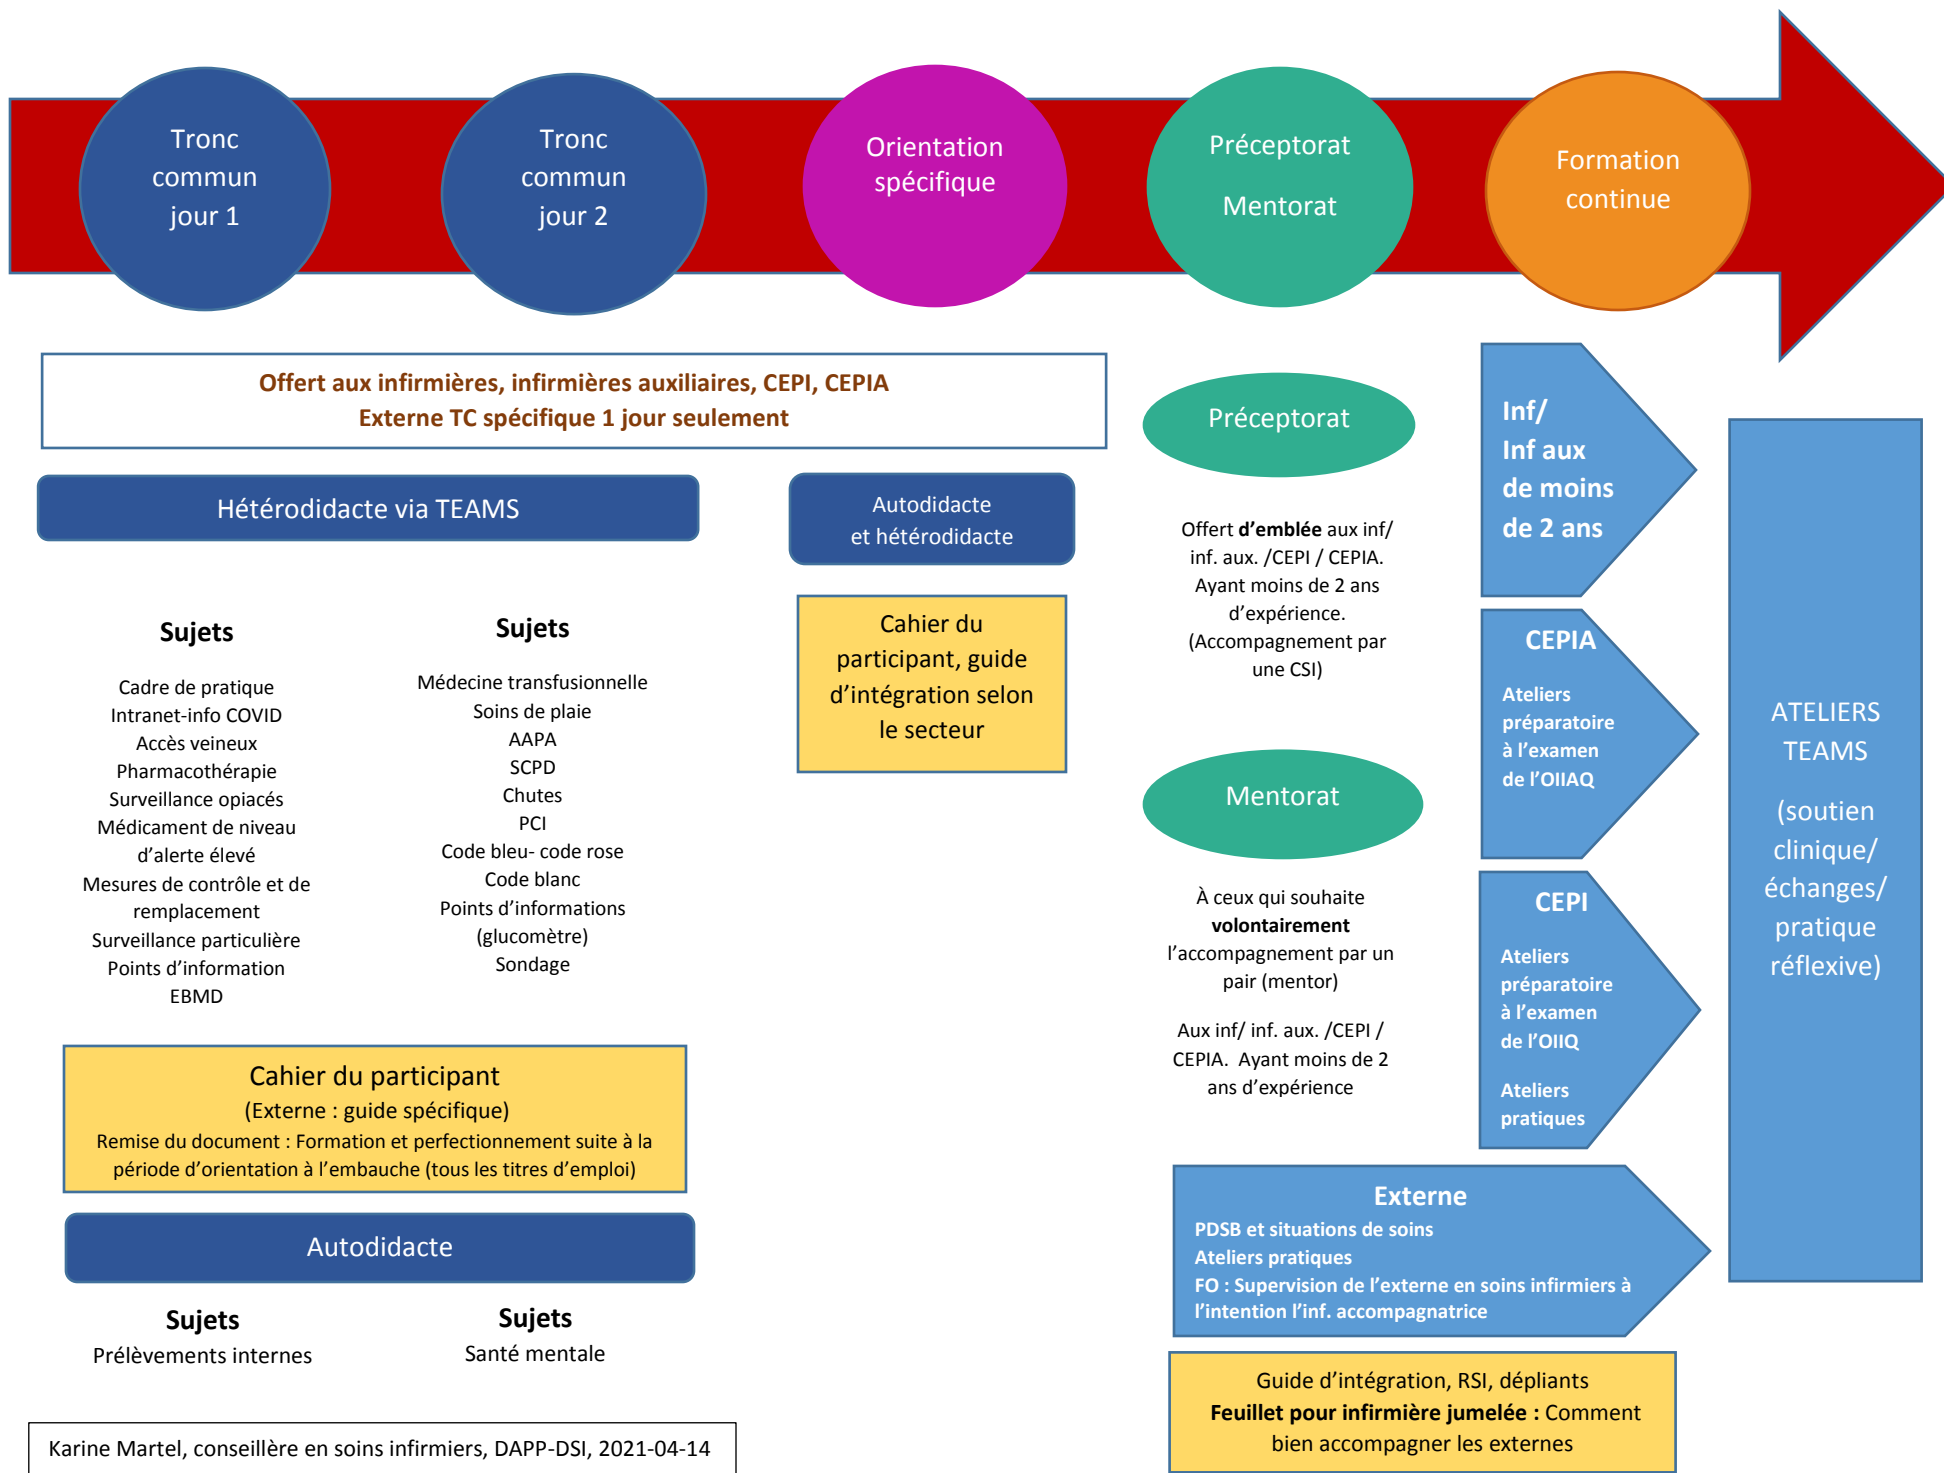 Tronc
commun
jour 1
Tronc
commun
jour 2
Orientation
spécifique
Préceptorat
Mentorat
Formation
continue
Offert aux infirmières, infirmières auxiliaires, CEPI, CEPIA
Externe TC spécifique 1 jour seulement
Hétérodidacte via TEAMS
Sujets
Cadre de pratique
Intranet-info COVID
Accès veineux
Pharmacothérapie
Surveillance opiacés
Médicament de niveau
d'alerte élevé
Mesures de contrôle et de
remplacement
Surveillance particulière
Points d'information
EBMD
Sujets
Médecine transfusionnelle
Soins de plaie
AAPA
SCPD
Chutes
PCI
Code bleu- code rose
Code blanc
Points d'informations
(glucomètre)
Sondage
Cahier du participant
(Externe : guide spécifique)
Remise du document : Formation et perfectionnement suite à la
période d'orientation à l'embauche (tous les titres d'emploi)
Autodidacte
Sujets
Prélèvements internes
Sujets
Santé mentale
Karine Martel, conseillère en soins infirmiers, DAPP-DSI, 2021-04-14
Autodidacte
et hétérodidacte
Cahier du
participant, guide
d'intégration selon
le secteur
Préceptorat
Offert d'emblée aux inf/
inf. aux. /CEPI / CEPIA.
Ayant moins de 2 ans
d'expérience.
(Accompagnement par
une CSI)
Mentorat
À ceux qui souhaite
volontairement
l'accompagnement par un
pair (mentor)
Aux inf/ inf. aux. /CEPI /
CEPIA.  Ayant moins de 2
ans d'expérience
Inf/
Inf aux
de moins
de 2 ans
CEPIA
Ateliers
préparatoire
à l'examen
de l'OIIAQ
CEPI
Ateliers
préparatoire
à l'examen
de l'OIIQ
Ateliers
pratiques
Externe
PDSB et situations de soins
Ateliers pratiques
FO : Supervision de l'externe en soins infirmiers à
l'intention l'inf. accompagnatrice
Guide d'intégration, RSI, dépliants
Feuillet pour infirmière jumelée : Comment
bien accompagner les externes
ATELIERS
TEAMS
(soutien
clinique/
échanges/
pratique
réflexive)